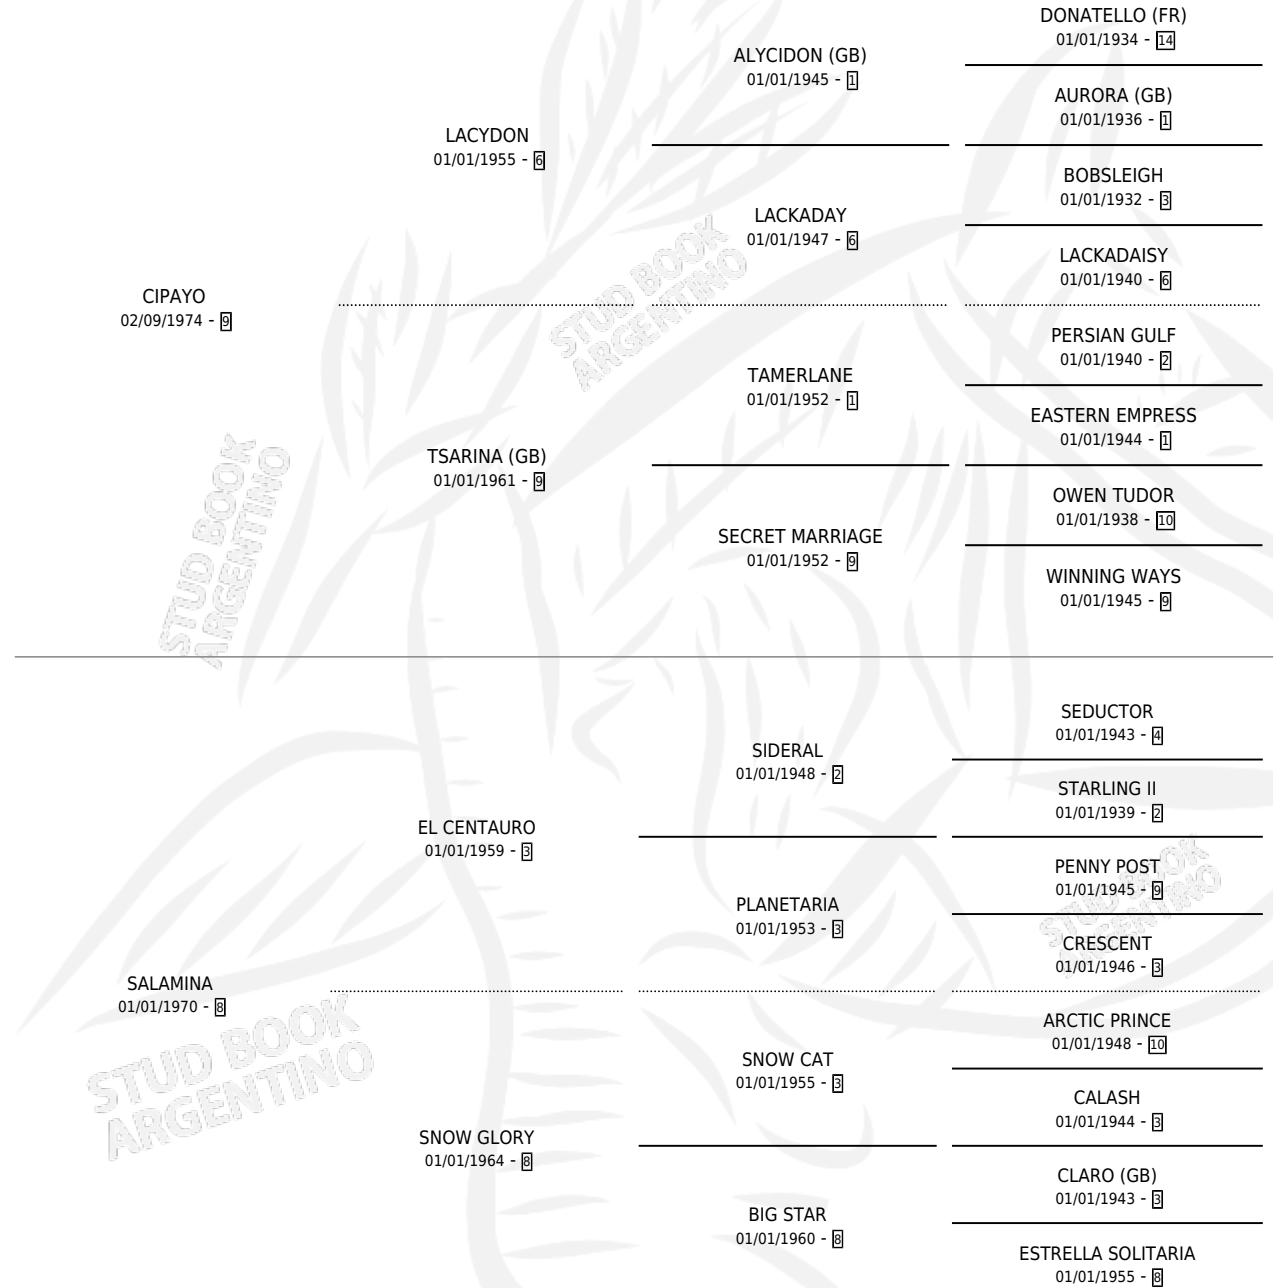 DONATELLO (FR)
01/01/1934 - 14
ALYCIDON (GB)
01/01/1945 - 1
AURORA (GB)
01/01/1936 - 1
LACYDON
01/01/1955 - 6
BOBSLEIGH
01/01/1932 - 3
LACKADAY
01/01/1947 - 6
LACKADAISY
01/01/1940 - 6
CIPAYO
02/09/1974 - 9
STUD BOOK
ARGENTINO
PERSIAN GULF
01/01/1940 - 2
TAMERLANE
01/01/1952 - 1
EASTERN EMPRESS
01/01/1944 - 1
TSARINA (GB)
01/01/1961 - 9
OWEN TUDOR
01/01/1938 - 10
SECRET MARRIAGE
01/01/1952 - 9
WINNING WAYS
01/01/1945 - 9
STUD BOOK
ARGENTINO
SEDUCTOR
01/01/1943 - 4
SIDERAL
01/01/1948 - 2
STARLING II
01/01/1939 - 2
EL CENTAURO
01/01/1959 - 3
PENNY POST
01/01/1945 - 9
PLANETARIA
01/01/1953 - 3
CRESCENT
01/01/1946 - 3
STUD BOOK
ARGENTINO
SALAMINA
01/01/1970 - 8
ARCTIC PRINCE
01/01/1948 - 10
SNOW CAT
01/01/1955 - 3
CALASH
01/01/1944 - 3
STUD BOOK
ARGENTINO
SNOW GLORY
01/01/1964 - 8
CLARO (GB)
01/01/1943 - 3
BIG STAR
01/01/1960 - 8
ESTRELLA SOLITARIA
01/01/1955 - 8